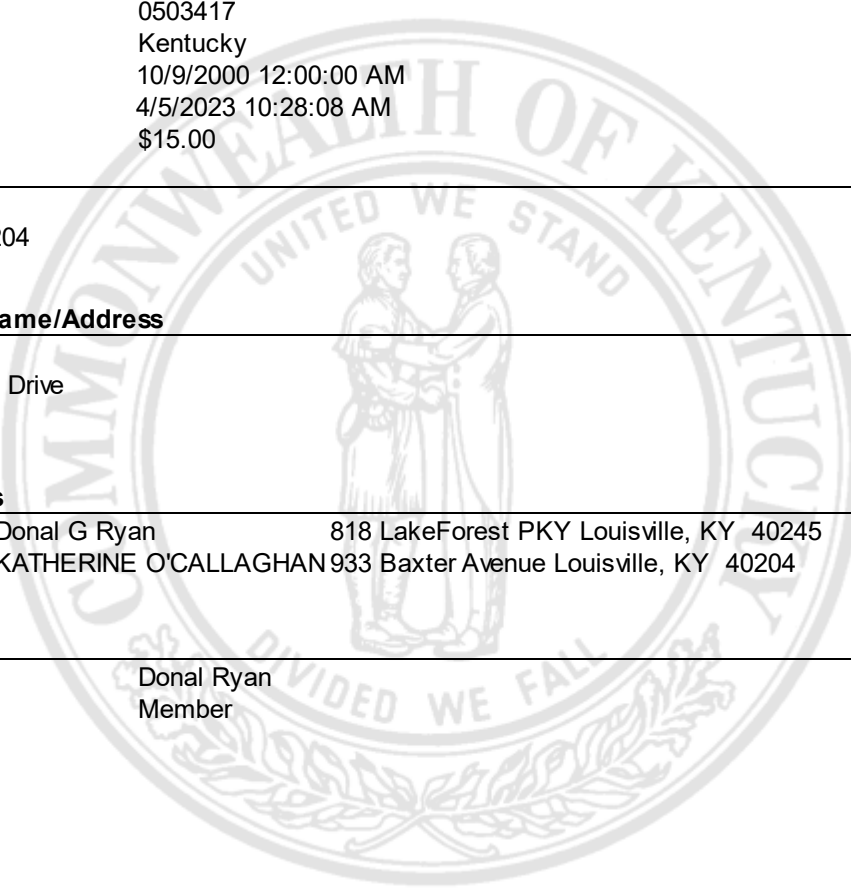 0503417
Kentucky
10/9/2000 12:00:00 AM
4/5/2023 10:28:08 AM
$15.00
204
ame/Address
Drive
s
Donal G Ryan 818 LakeForest PKY Louisville, KY 40245
KATHERINE O'CALLAGHAN 933 Baxter Avenue Louisville, KY 40204
Donal Ryan
Member
COMMONWEALTH OF KENTUCKY
UNITED WE STAND
DIVIDED WE FALL